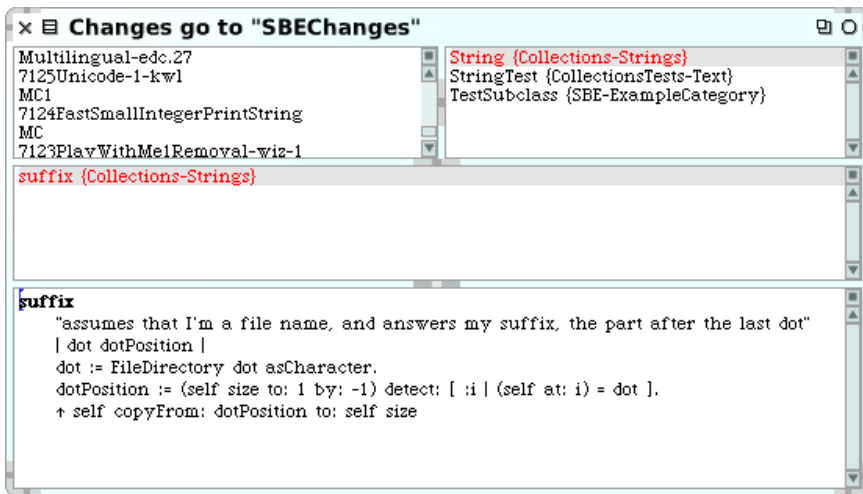 Changes go to "SBEChanges"
Multilingual-edc.27
7125Unicode-1-kwl
MC1
7124FastSmallIntegerPrintString
MC
7123PlayWithMe1Removal-wiz-1
String {Collections-Strings}
StringTest {CollectionsTests-Text}
TestSubclass {SBE-ExampleCategory}
suffix {Collections-Strings}
suffix
"assumes that I'm a file name, and answers my suffix, the part after the last dot"
| dot dotPosition |
dot := FileDirectory dot asCharacter.
dotPosition := (self size to: 1 by: -1) detect: [ :i | (self at: i) = dot ].
↑ self copyFrom: dotPosition to: self size